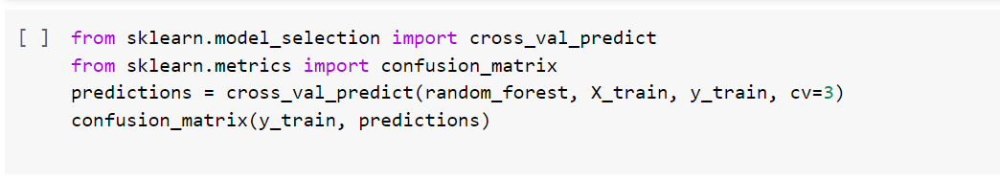 [ ] from sklearn.model_selection import cross_val_predict
from sklearn.metrics import confusion_matrix
predictions = cross_val_predict(random_forest, X_train, y_train, cv=3)
confusion_matrix(y_train, predictions)